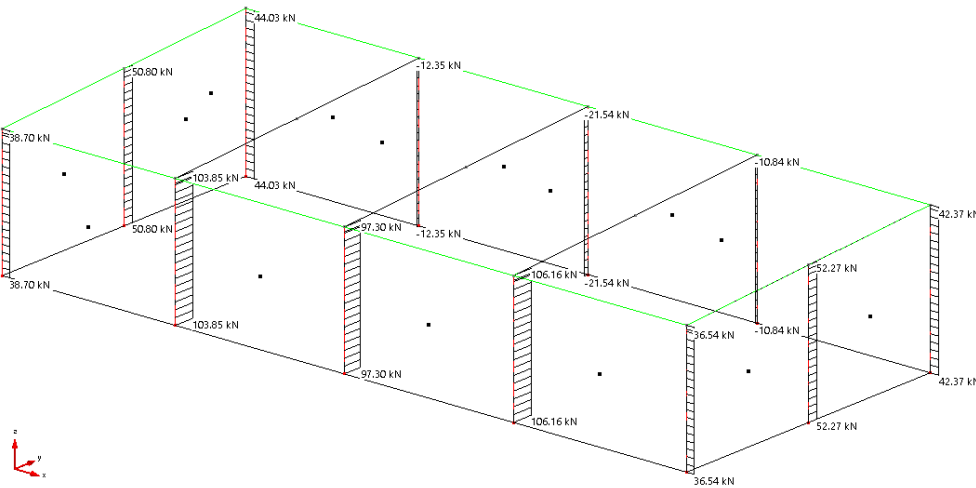 44.03 kN
-12.35 kN
50.80 kN
-21.54 kN
38.70 kN
-10.84 kN
103.85 kN
44.03 kN
42.37 kN
97.30 kN
-12.35 kN
50.80 kN
52.27 kN
106.16 kN
-21.54 kN
38.70 kN
-10.84 kN
103.85 kN
36.54 kN
97.30 kN
42.37 kN
106.16 kN
52.27 kN
36.54 kN
z
y
x